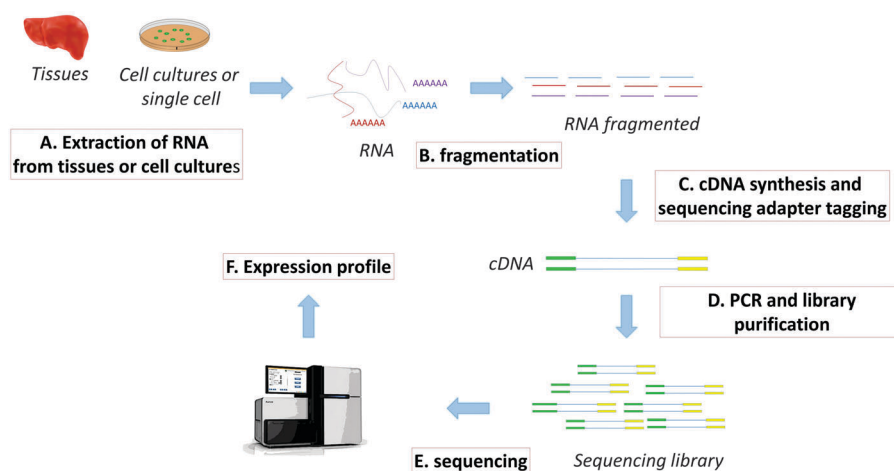 Tissues
Cell cultures or
single cell
A. Extraction of RNA
from tissues or cell cultures
AAAAAA
AAAAAA
AAAAAA
RNA
B. fragmentation
RNA fragmented
C. cDNA synthesis and
sequencing adapter tagging
cDNA
D. PCR and library
purification
Sequencing library
E. sequencing
F. Expression profile